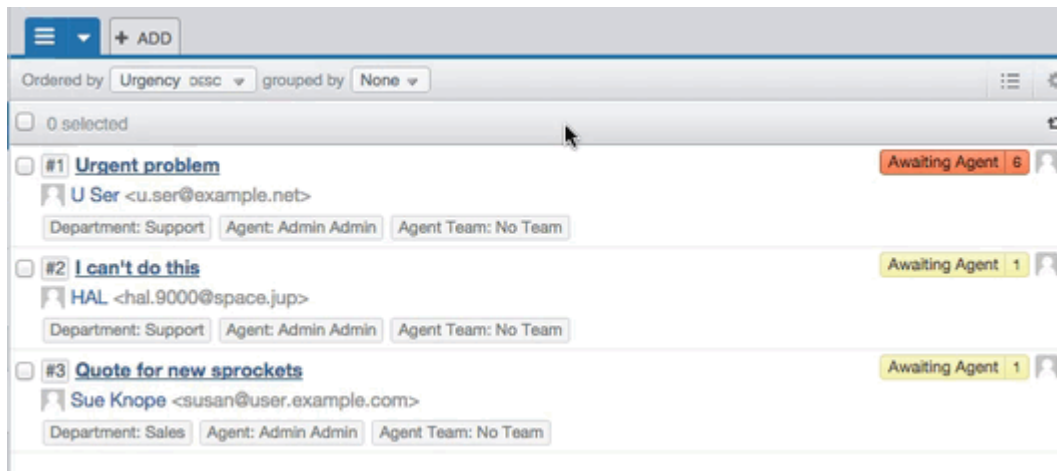 + ADD
Ordered by Urgency DESC grouped by None
0 selected
#1 Urgent problem Awaiting Agent 6
U Ser <u.ser@example.net>
Department: Support Agent: Admin Admin Agent Team: No Team
#2 I can't do this Awaiting Agent 1
HAL <hal.9000@space.jup>
Department: Support Agent: Admin Admin Agent Team: No Team
#3 Quote for new sprockets Awaiting Agent 1
Sue Knope <susan@user.example.com>
Department: Sales Agent: Admin Admin Agent Team: No Team